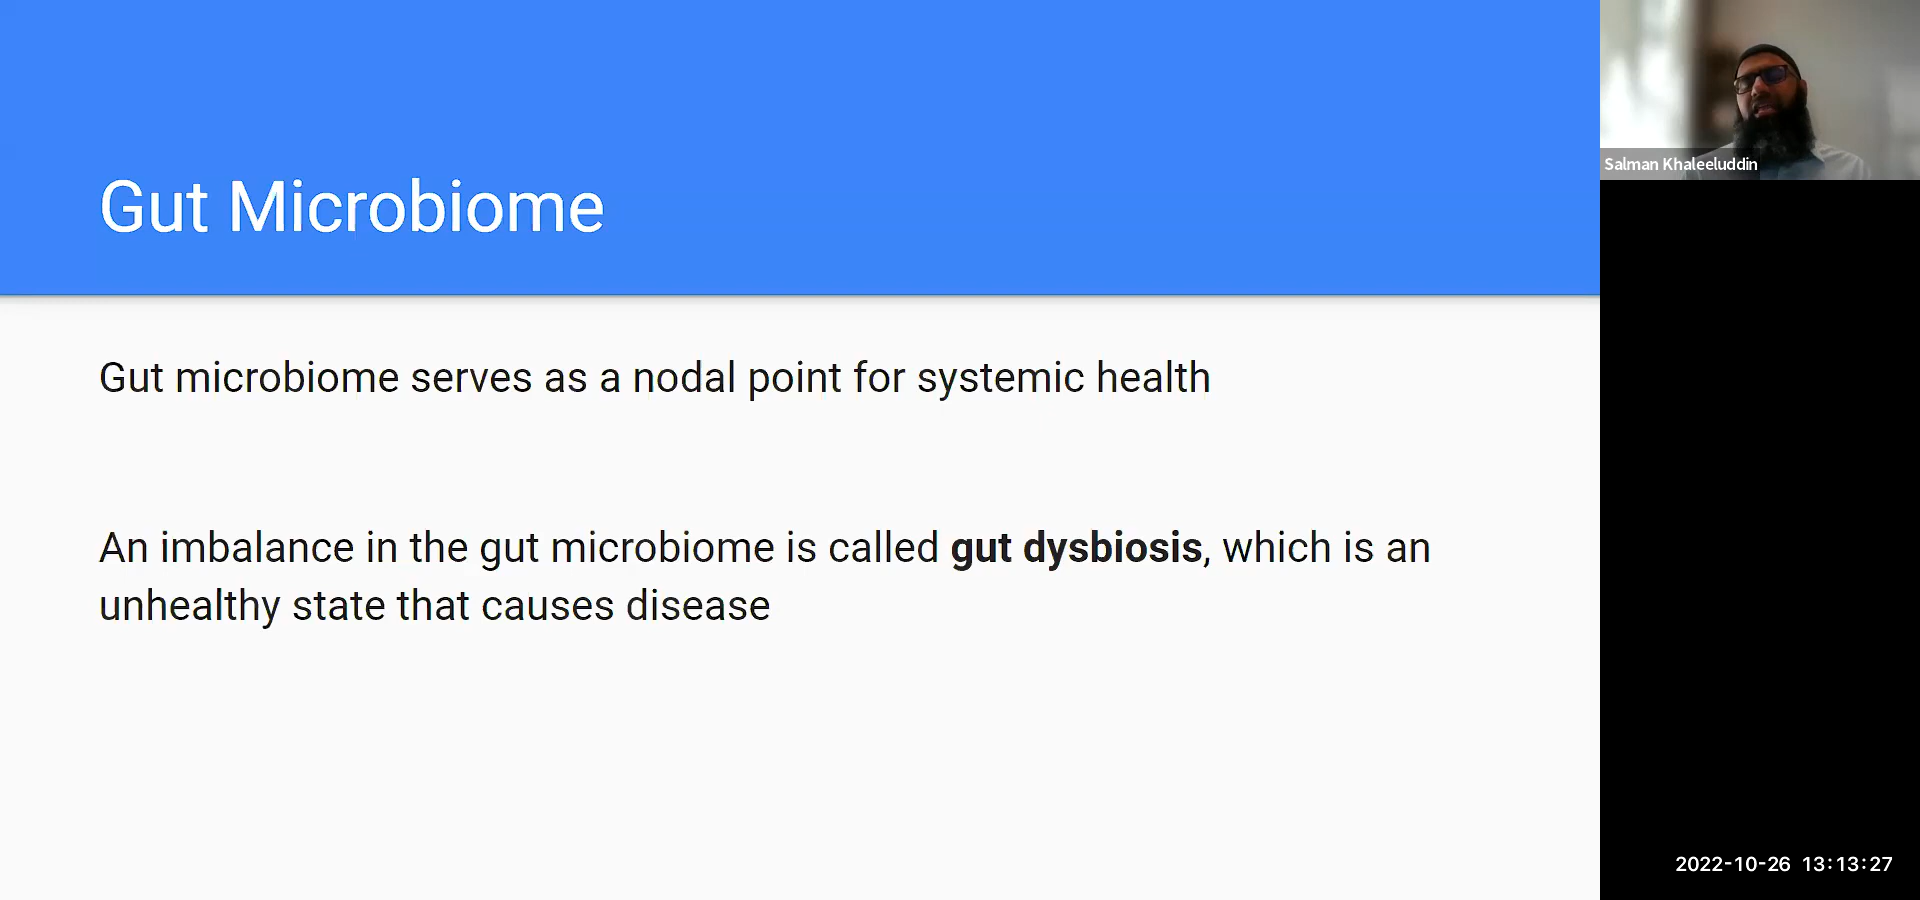 Gut Microbiome
Gut microbiome serves as a nodal point for systemic health
An imbalance in the gut microbiome is called gut dysbiosis, which is an
unhealthy state that causes disease
Salman Khaleeluddin
2022-10-26 13:13:27